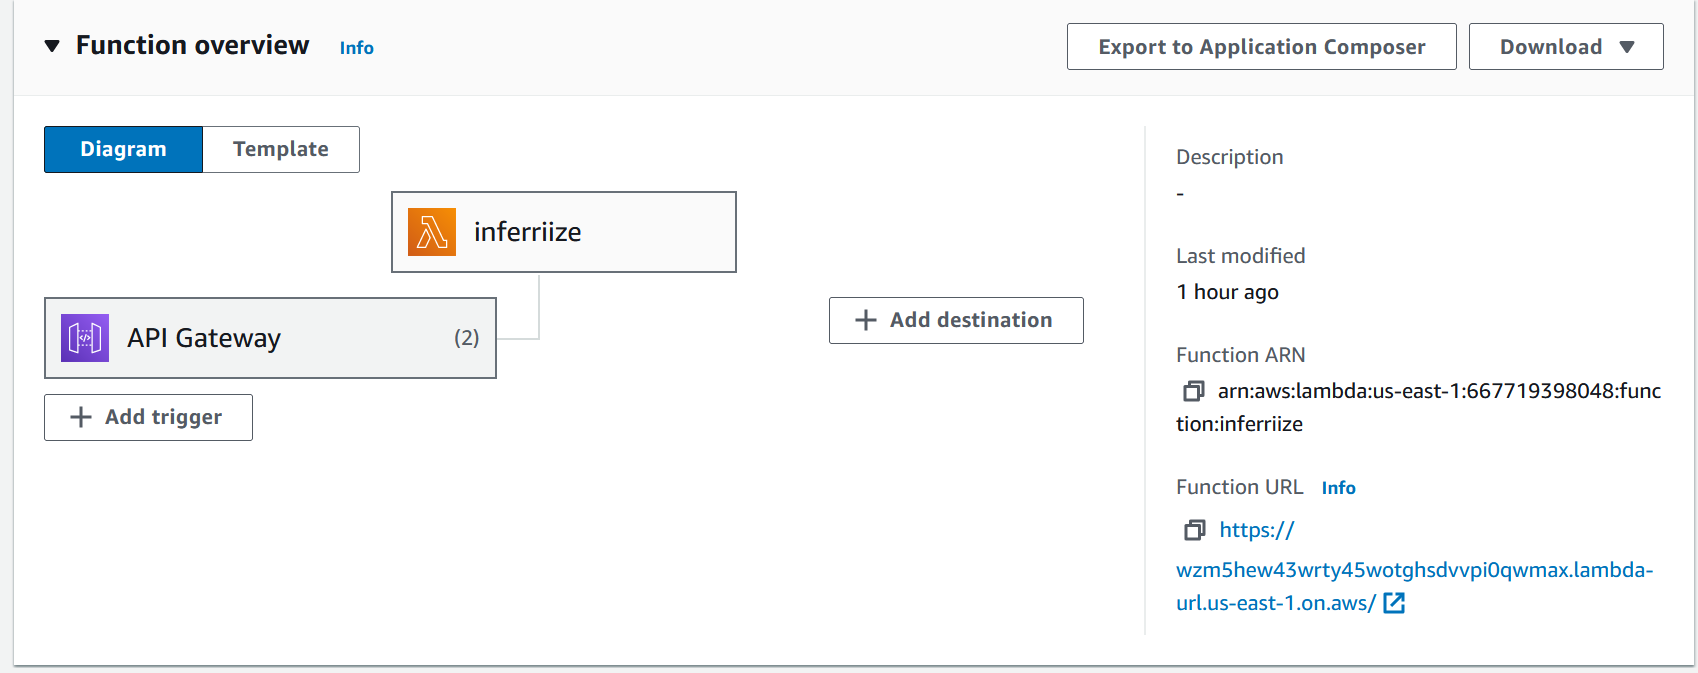 Function overview
Info
Export to Application Composer
Download
Diagram
Template
inferriize
API Gateway
(2)
Add trigger
Add destination
Description
-
Last modified
1 hour ago
Function ARN
arn:aws:lambda:us-east-1:667719398048:func
tion:inferriize
Function URL
Info
https://
wzm5hew43wrty45wotghsdvvpi0qwmax.lambda-
url.us-east-1.on.aws/